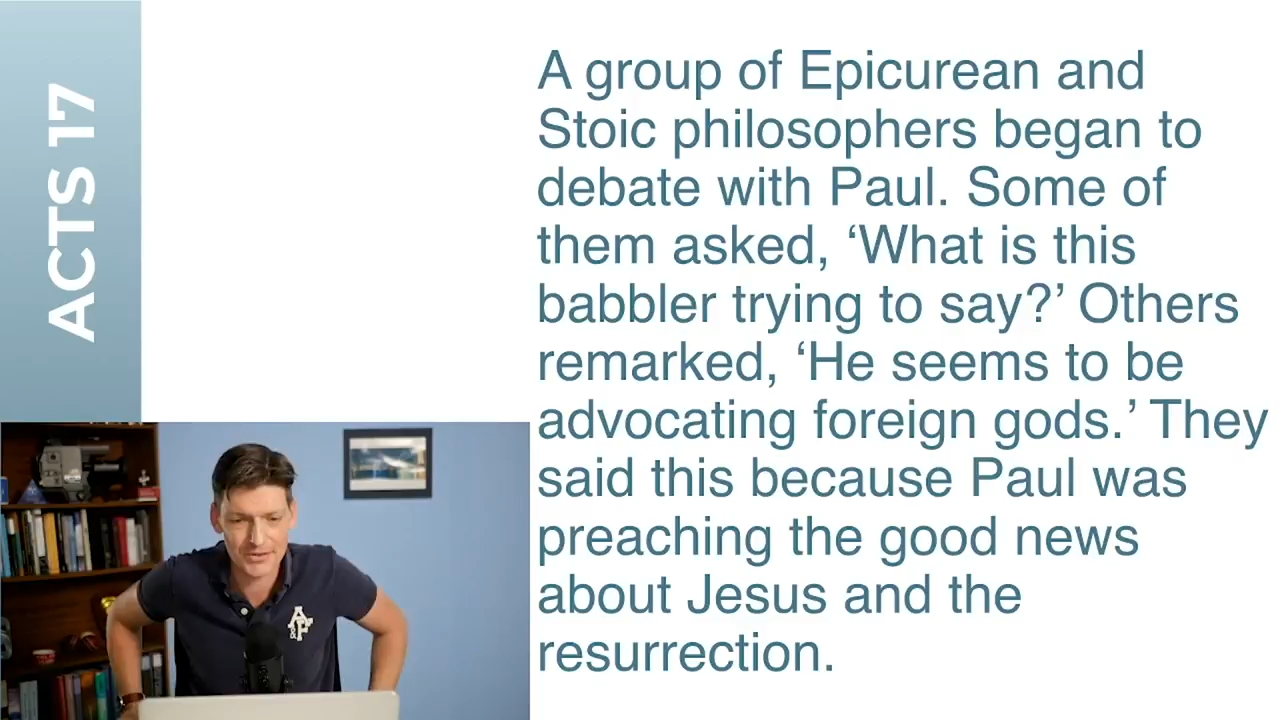 ACTS 17
A group of Epicurean and
Stoic philosophers began to
debate with Paul. Some of
them asked, ‘What is this
babbler trying to say?’ Others
remarked, ‘He seems to be
advocating foreign gods.’ They
said this because Paul was
preaching the good news
about Jesus and the
resurrection.